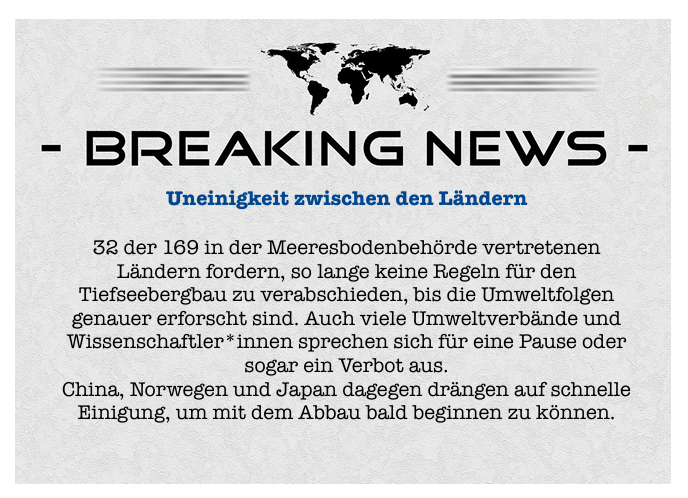 - BREAKING NEWS -
Uneinigkeit zwischen den Ländern
32 der 169 in der Meeresbodenbehörde vertretenen
Ländern fordern, so lange keine Regeln für den
Tiefseebergbau zu verabschieden, bis die Umweltfolgen
genauer erforscht sind. Auch viele Umweltverbände und
Wissenschaftler*innen sprechen sich für eine Pause oder
sogar ein Verbot aus.
China, Norwegen und Japan dagegen drängen auf schnelle
Einigung, um mit dem Abbau bald beginnen zu können.